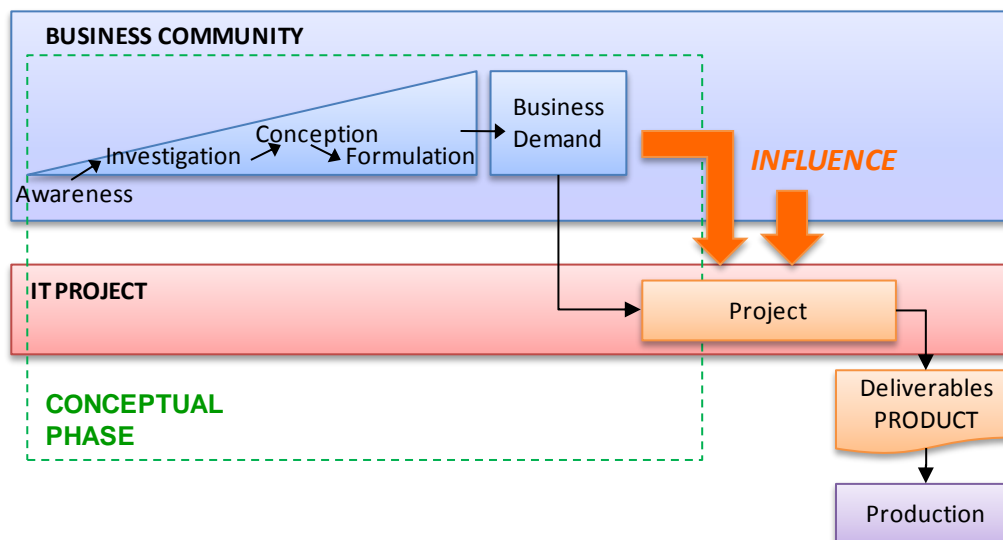 BUSINESS COMMUNITY
Business
Demand
Conception
Investigation
Formulation
Awareness
INFLUENCE
IT PROJECT
Project
CONCEPTUAL
PHASE
Deliverables
PRODUCT
Production